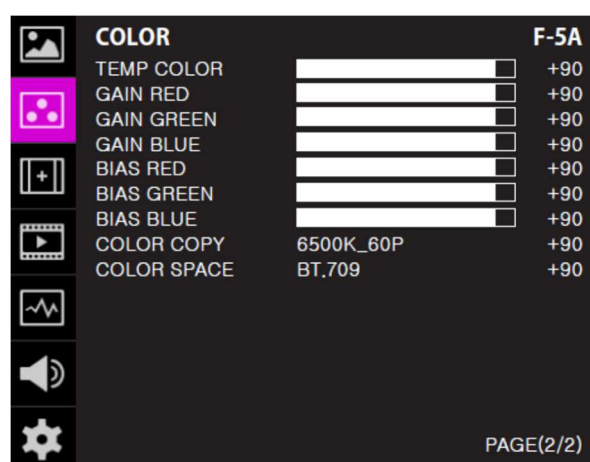 COLOR F-5A
TEMP COLOR +90
GAIN RED +90
GAIN GREEN +90
GAIN BLUE +90
BIAS RED +90
BIAS GREEN +90
BIAS BLUE +90
COLOR COPY 6500K_60P +90
COLOR SPACE BT.709 +90
PAGE(2/2)